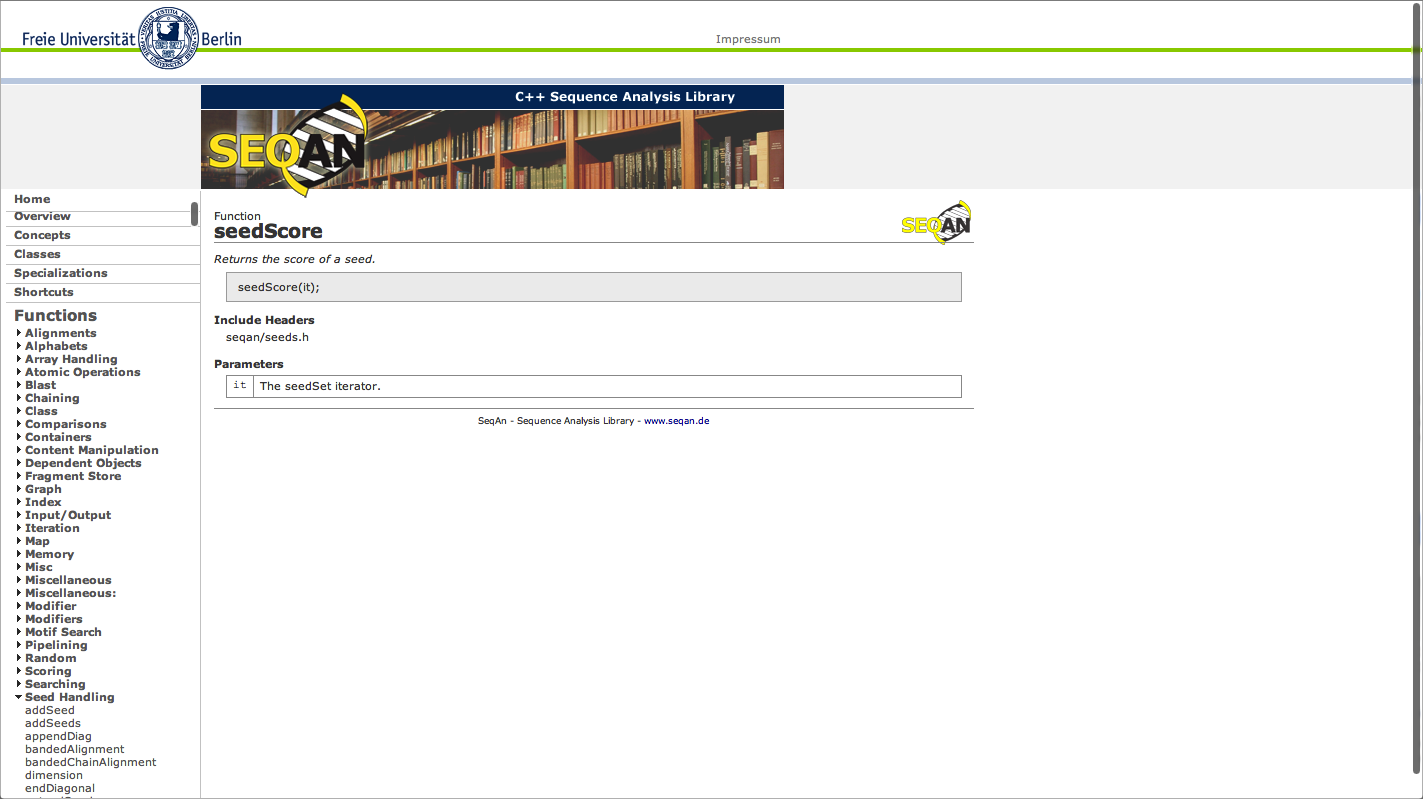 Freie Universität Berlin
Impressum
C++ Sequence Analysis Library
SEQAN
Home
Overview
Concepts
Classes
Specializations
Shortcuts
Functions
Alignments
Alphabets
Array Handling
Atomic Operations
Blast
Chaining
Class
Comparisons
Containers
Content Manipulation
Dependent Objects
Fragment Store
Graph
Index
Input/Output
Iteration
Map
Memory
Misc
Miscellaneous
Miscellaneous:
Modifier
Modifiers
Motif Search
Pipelining
Random
Scoring
Searching
Seed Handling
addSeed
addSeeds
appendDiag
bandedAlignment
bandedChainAlignment
dimension
endDiagonal
Function
SEQAN
seedScore
Returns the score of a seed.
seedScore(it);
Include Headers
seqan/seeds.h
Parameters
it The seedSet iterator.
SeqAn - Sequence Analysis Library - www.seqan.de